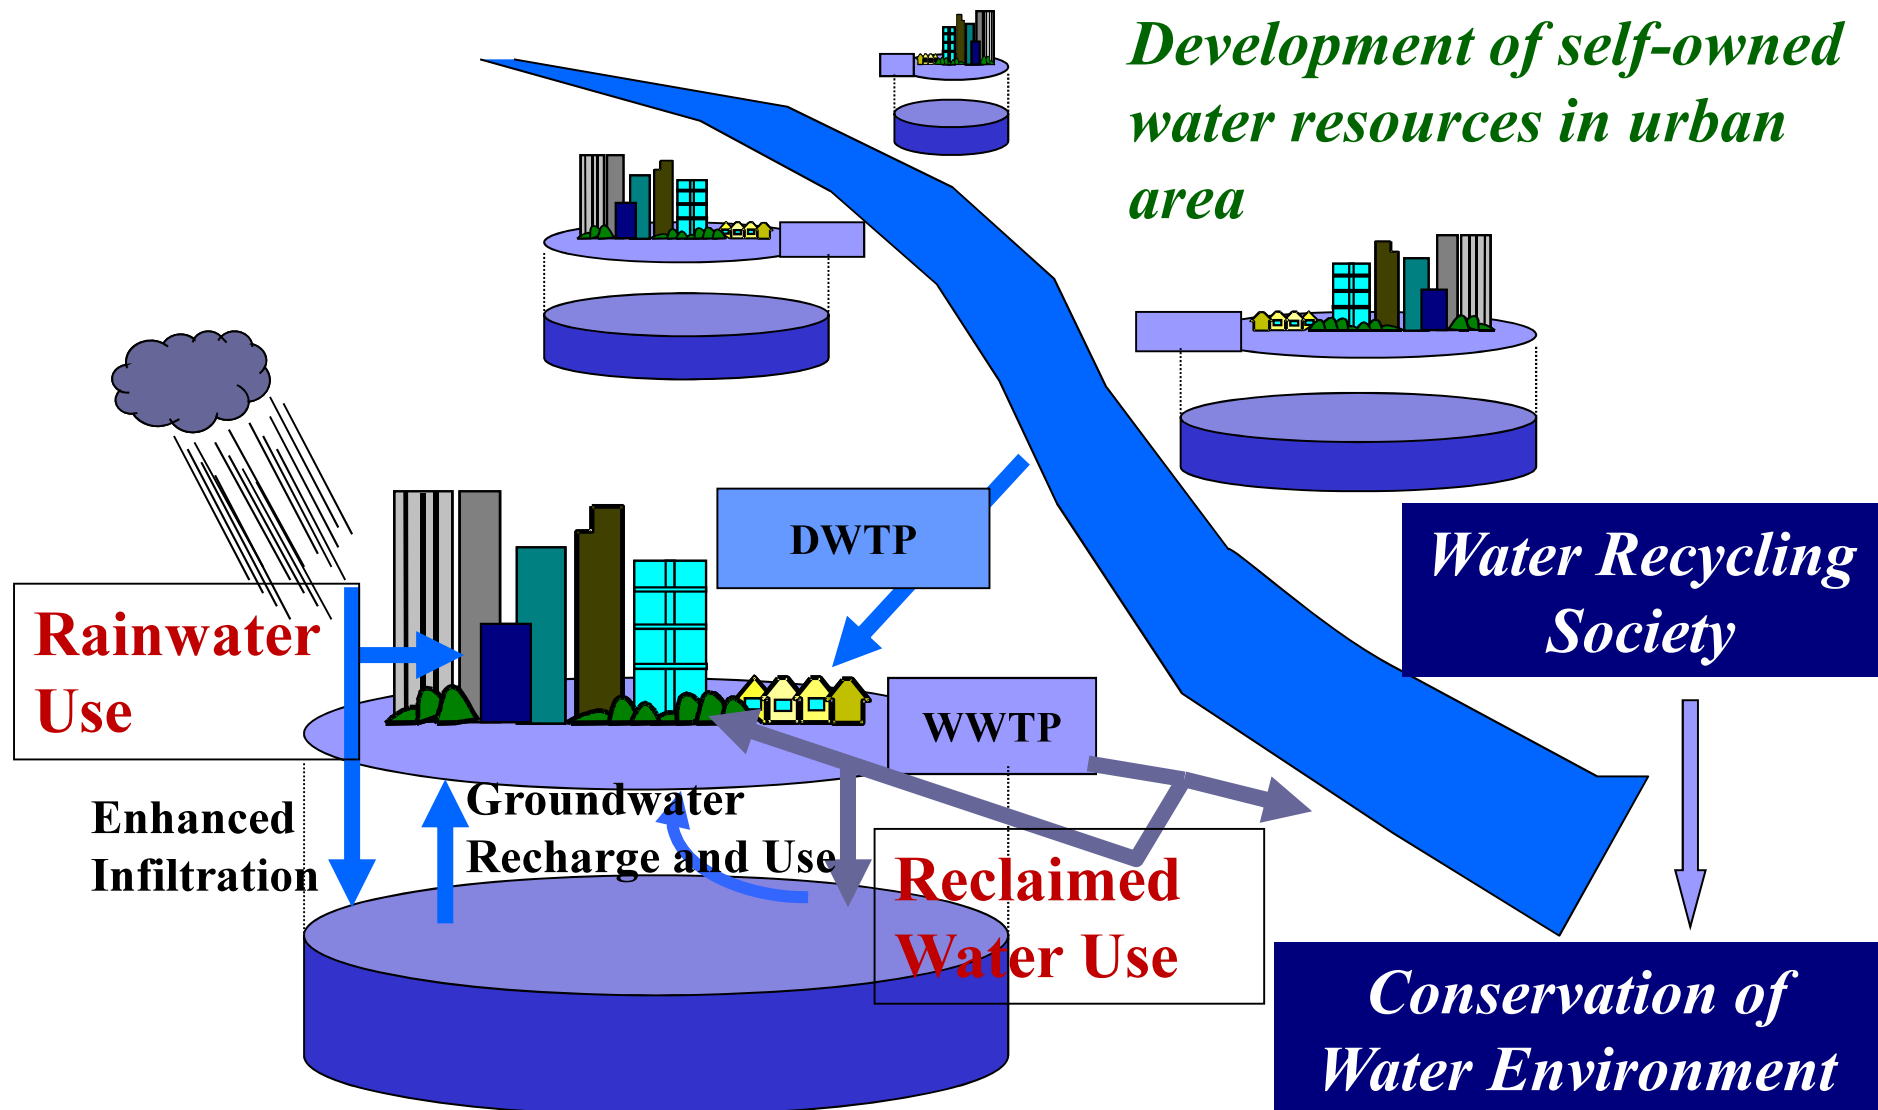 Development of self-owned
water resources in urban
area
DWTP
Water Recycling
Society
Rainwater
Use
WWTP
Groundwater
Recharge and Use
Enhanced
Infiltration
Reclaimed
Water Use
Conservation of
Water Environment